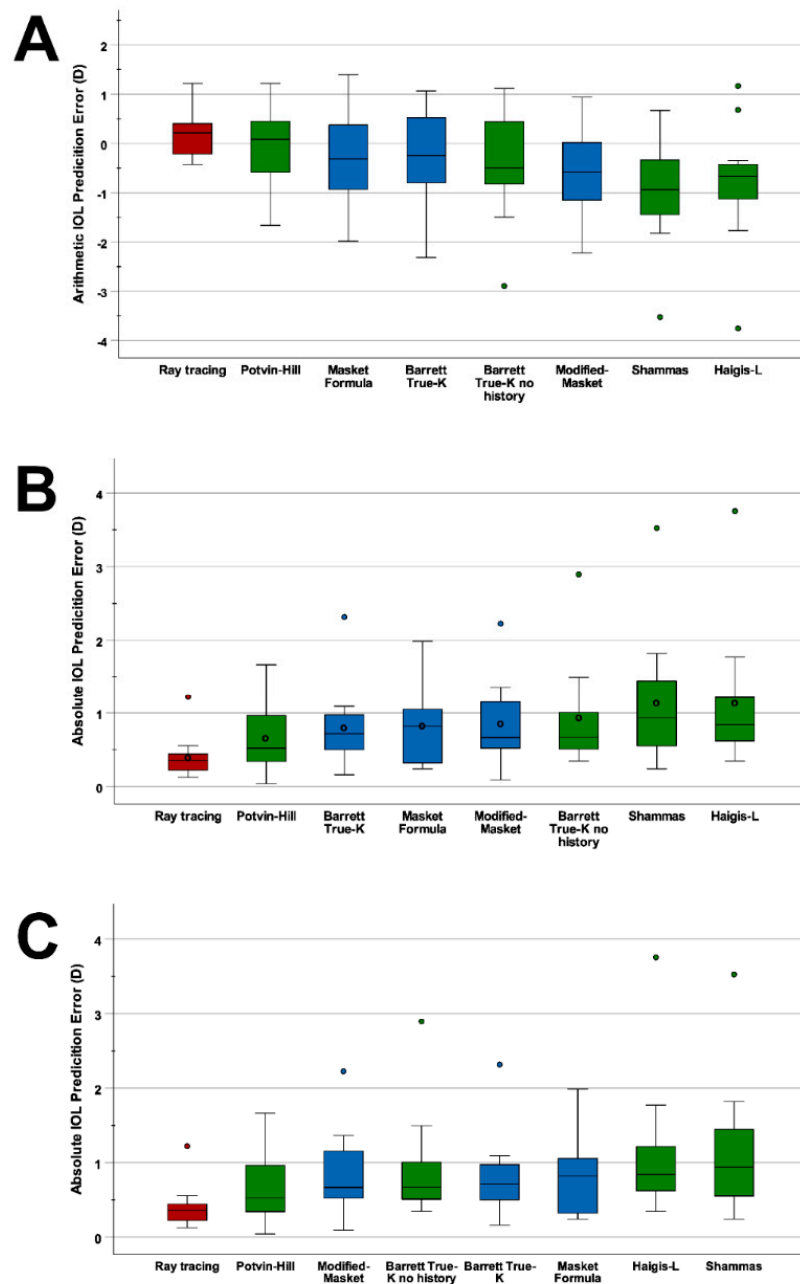 A
Arithmetic IOL Predicition Error (D)
2
1
0
-1
-2
-3
-4
Ray tracing Potvin-Hill Masket Formula Barrett True-K Barrett True-K no history Modified-Masket Shammas Haigis-L
B
Absolute IOL Predicition Error (D)
4
3
2
1
0
Ray tracing Potvin-Hill Barrett True-K Masket Formula Modified-Masket Barrett True-K no history Shammas Haigis-L
C
Absolute IOL Predicition Error (D)
4
3
2
1
0
Ray tracing Potvin-Hill Modified-Masket Barrett True-K no history Barrett True-K Masket Formula Haigis-L Shammas